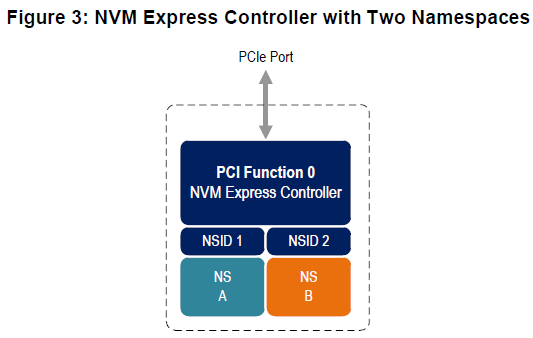 Figure 3: NVM Express Controller with Two Namespaces
PCIe Port
PCI Function 0
NVM Express Controller
NSID 1
NSID 2
NS
A
NS
B